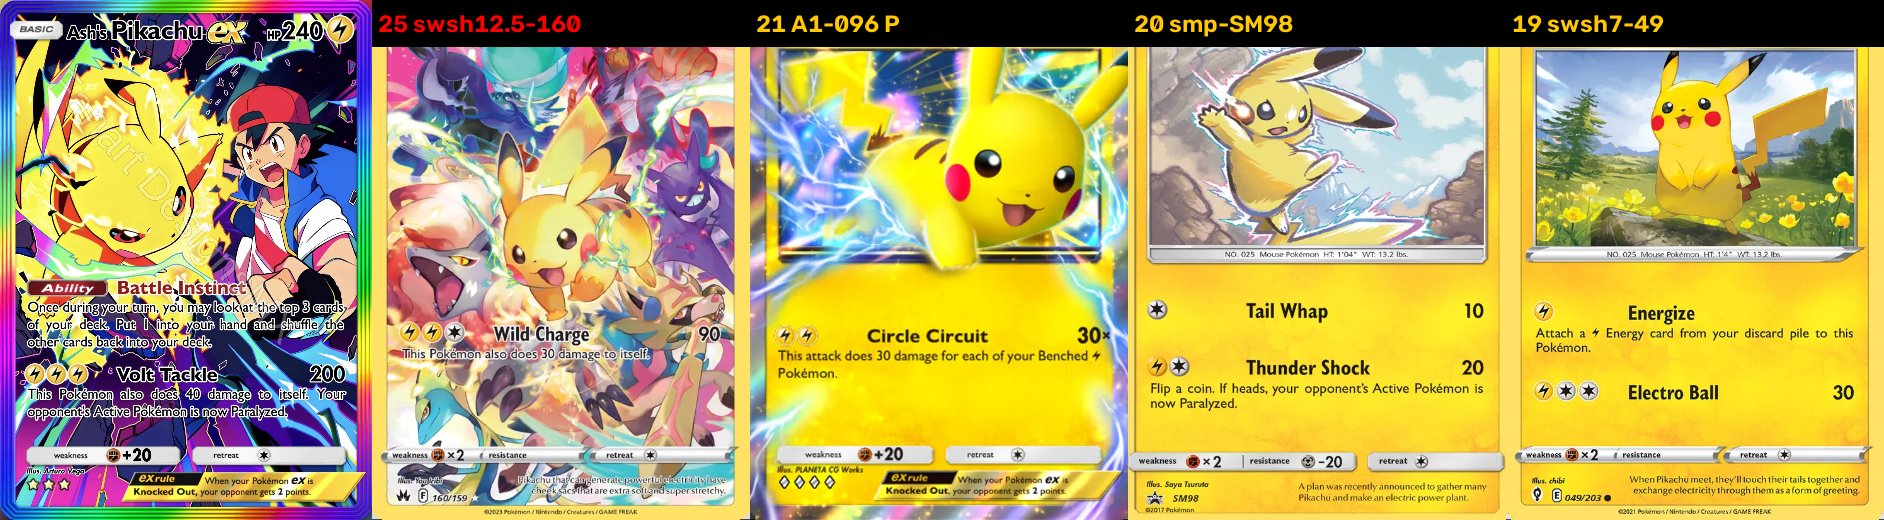 BASIC Ash's Pikachu ex HP 240
Ability Battle Instinct
Once during your turn, you may look at the top 3 cards
of your deck. Put 1 into your hand and shuffle the
other cards back into your deck.
Volt Tackle 200
This Pokémon also does 40 damage to itself. Your
opponent's Active Pokémon is now Paralyzed.
weakness +20 retreat
Illus. Arturo Vega
ex rule When your Pokémon ex is
Knocked Out, your opponent gets 2 points.
25 swsh12.5-160
Wild Charge 90
This Pokémon also does 30 damage to itself.
weakness ×2 resistance retreat
Pikachu that can generate powerful electricity have
cheek sacs that are extra soft and super stretchy.
F 160/159
©2023 Pokémon / Nintendo / Creatures / GAME FREAK
21 A1-096 P
Circle Circuit 30×
This attack does 30 damage for each of your Benched
Pokémon.
weakness +20 retreat
Illus. PLANETA CG Works
ex rule When your Pokémon ex is
Knocked Out, your opponent gets 2 points.
20 smp-SM98
NO. 025 Mouse Pokémon HT: 1'04" WT: 13.2 lbs.
Tail Whap 10
Thunder Shock 20
Flip a coin. If heads, your opponent's Active Pokémon is
now Paralyzed.
weakness ×2 resistance -20 retreat
Illus. Saya Tsuruta
SM98
©2017 Pokémon
A plan was recently announced to gather many
Pikachu and make an electric power plant.
19 swsh7-49
NO. 025 Mouse Pokémon HT: 1'4" WT: 13.2 lbs.
Energize
Attach a Energy card from your discard pile to this
Pokémon.
Electro Ball 30
weakness ×2 resistance retreat
Illus. chibi
E 049/203
When Pikachu meet, they'll touch their tails together and
exchange electricity through them as a form of greeting.
©2021 Pokémon / Nintendo / Creatures / GAME FREAK